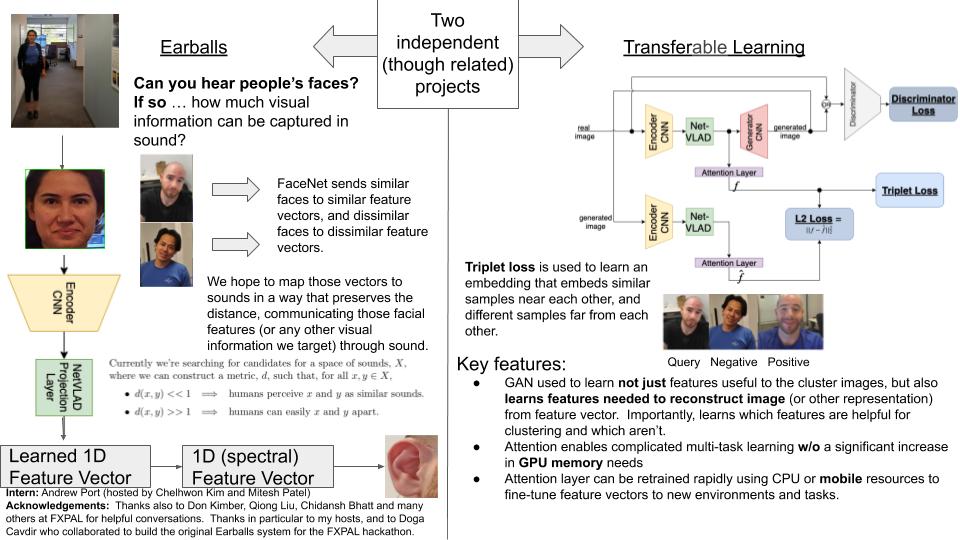 Two
independent
(though related)
projects
Earballs
Can you hear people's faces?
If so … how much visual
information can be captured in
sound?
FaceNet sends similar
faces to similar feature
vectors, and dissimilar
faces to dissimilar feature
vectors.
We hope to map those vectors to
sounds in a way that preserves the
distance, communicating those facial
features (or any other visual
information we target) through sound.
Encoder
CNN
NetVLAD
Projection
Layer
Currently we're searching for candidates for a space of sounds, X,
where we can construct a metric, d, such that, for all x, y ∈ X,
• d(x, y) << 1 ⟹ humans perceive x and y as similar sounds.
• d(x, y) >> 1 ⟹ humans can easily x and y apart.
Learned 1D
Feature Vector
1D (spectral)
Feature Vector
Intern: Andrew Port (hosted by Chelhwon Kim and Mitesh Patel)
Acknowledgements: Thanks also to Don Kimber, Qiong Liu, Chidansh Bhatt and many
others at FXPAL for helpful conversations. Thanks in particular to my hosts, and to Doga
Cavdir who collaborated to build the original Earballs system for the FXPAL hackathon.
Transferable Learning
real
image
Encoder
CNN
Net-
VLAD
Generator
CNN
generated
image
Discriminator
Discriminator
Loss
Attention Layer
f
Triplet Loss
generated
image
Encoder
CNN
Net-
VLAD
L2 Loss =
||f − f̂||²₂
Attention Layer
f̂
Triplet loss is used to learn an
embedding that embeds similar
samples near each other, and
different samples far from each
other.
Query Negative Positive
Key features:
● GAN used to learn not just features useful to the cluster images, but also
learns features needed to reconstruct image (or other representation)
from feature vector. Importantly, learns which features are helpful for
clustering and which aren't.
● Attention enables complicated multi-task learning w/o a significant increase
in GPU memory needs
● Attention layer can be retrained rapidly using CPU or mobile resources to
fine-tune feature vectors to new environments and tasks.